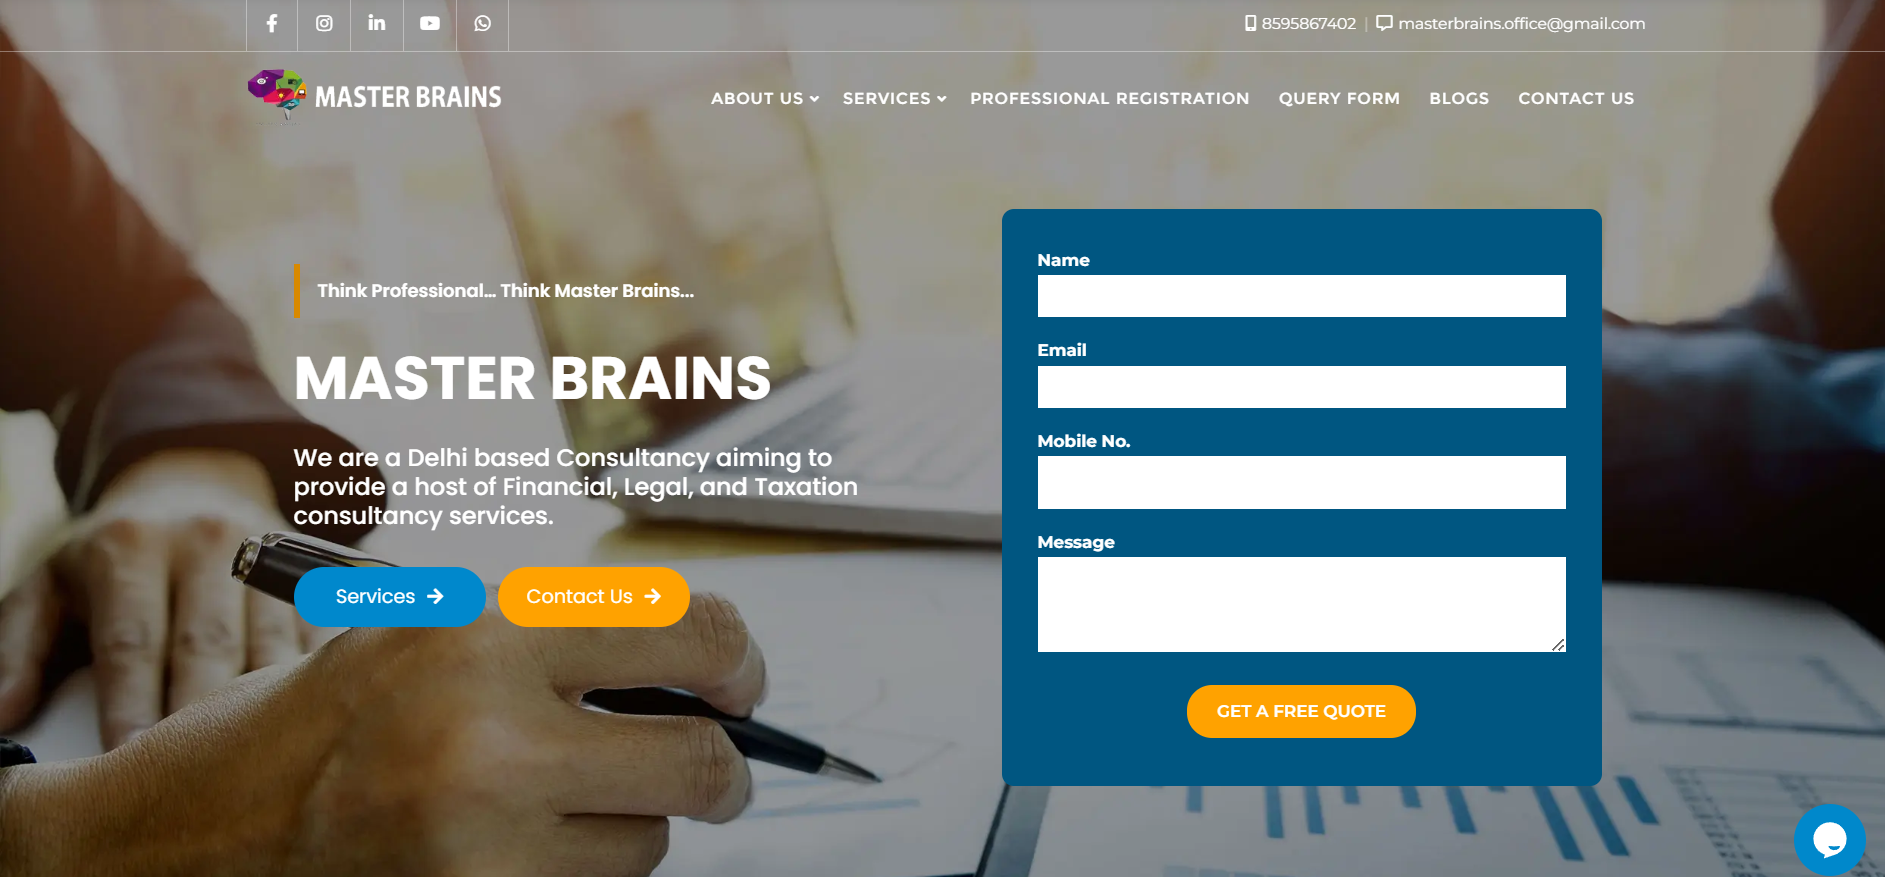 8595867402 | masterbrains.office@gmail.com
MASTER BRAINS
ABOUT US SERVICES PROFESSIONAL REGISTRATION QUERY FORM BLOGS CONTACT US
Think Professional... Think Master Brains...
MASTER BRAINS
We are a Delhi based Consultancy aiming to
provide a host of Financial, Legal, and Taxation
consultancy services.
Services
Contact Us
Name
Email
Mobile No.
Message
GET A FREE QUOTE